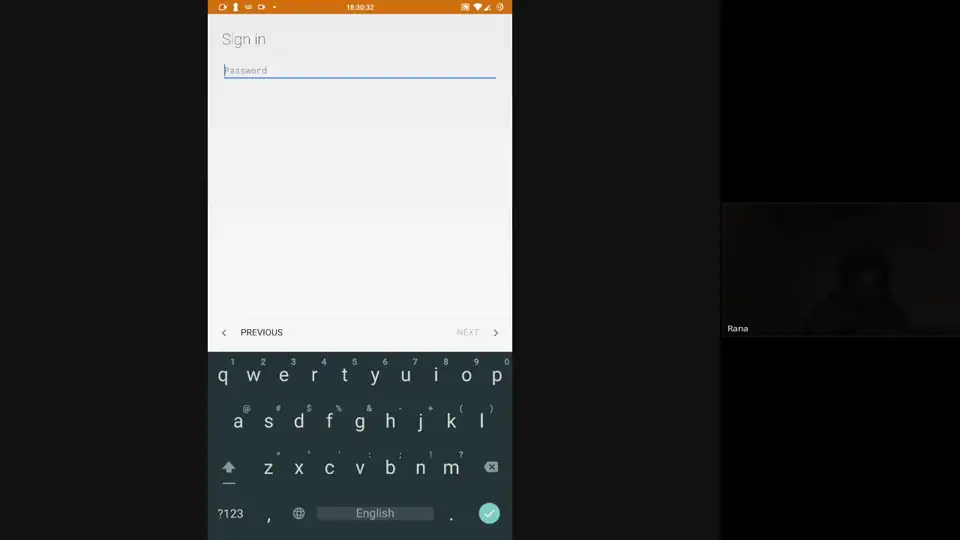 18:30:32
Sign in
Password
PREVIOUS
NEXT
Rana
1 2 3 4 5 6 7 8 9 0
q w e r t y u i o p
@ # $ % & - + ( )
a s d f g h j k l
* " ' : ; ! ?
z x c v b n m
?123 , English .